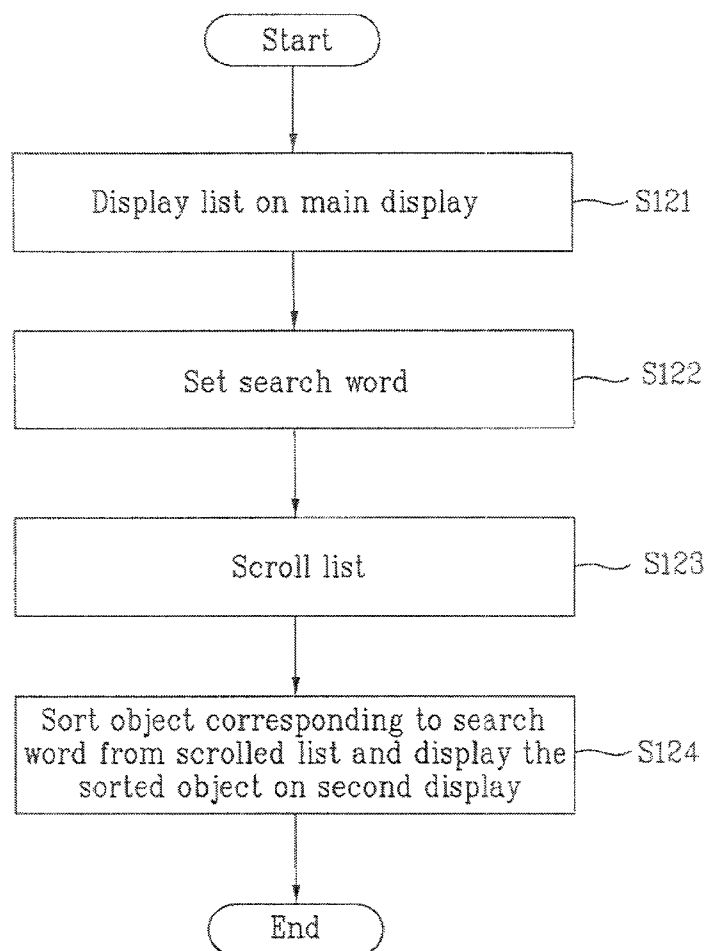 Start
Display list on main display
S121
Set search word
S122
Scroll list
S123
Sort object corresponding to search
word from scrolled list and display the
sorted object on second display
S124
End